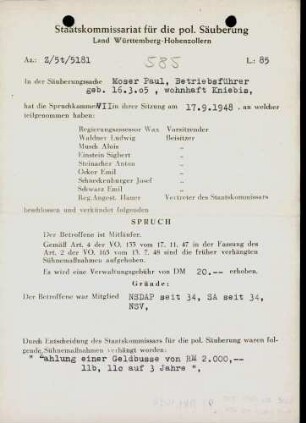 Staatskommissariat für die pol. Säuberung
Land Württemberg-Hohenzollern
Az.: Z/5t/5181
585
L.: 85
In der Säuberungssache Moser Paul, Betriebsführer
geb. 16.3.05 , wohnhaft Kniebis,
hat die Spruchkammer VII in ihrer Sitzung am 17.9.1948 , an welcher
teilgenommen haben:
Regierungsassessor Wax Vorsitzender
Waldner Ludwig Beisitzer
Musch Alois „
Einstein Sigbert „
Steinacher Anton „
Oeker Emil „
Schneckenburger Josef „
Schwarz Emil „
Reg.Angest. Hauer Vertreter des Staatskommissars
beschlossen und verkündet folgenden
SPRUCH
Der Betroffene ist Mitläufer.
Gemäß Art. 4 der VO. 133 vom 17. 11. 47 in der Fassung des
Art. 2 der VO. 165 vom 13. 7. 48 sind die früher verhängten
Sühnemaßnahmen aufgehoben.
Es wird eine Verwaltungsgebühr von DM 20.-- erhoben.
Gründe:
Der Betroffene war Mitglied NSDAP seit 34, SA seit 34,
NSV,
Durch Entscheidung des Staatskommissars für die pol. Säuberung waren fol-
gende Sühnemaßnahmen verhängt worden:
" Zahlung einer Geldbusse von RM 2.000,--
11b, 11c auf 3 Jahre ",